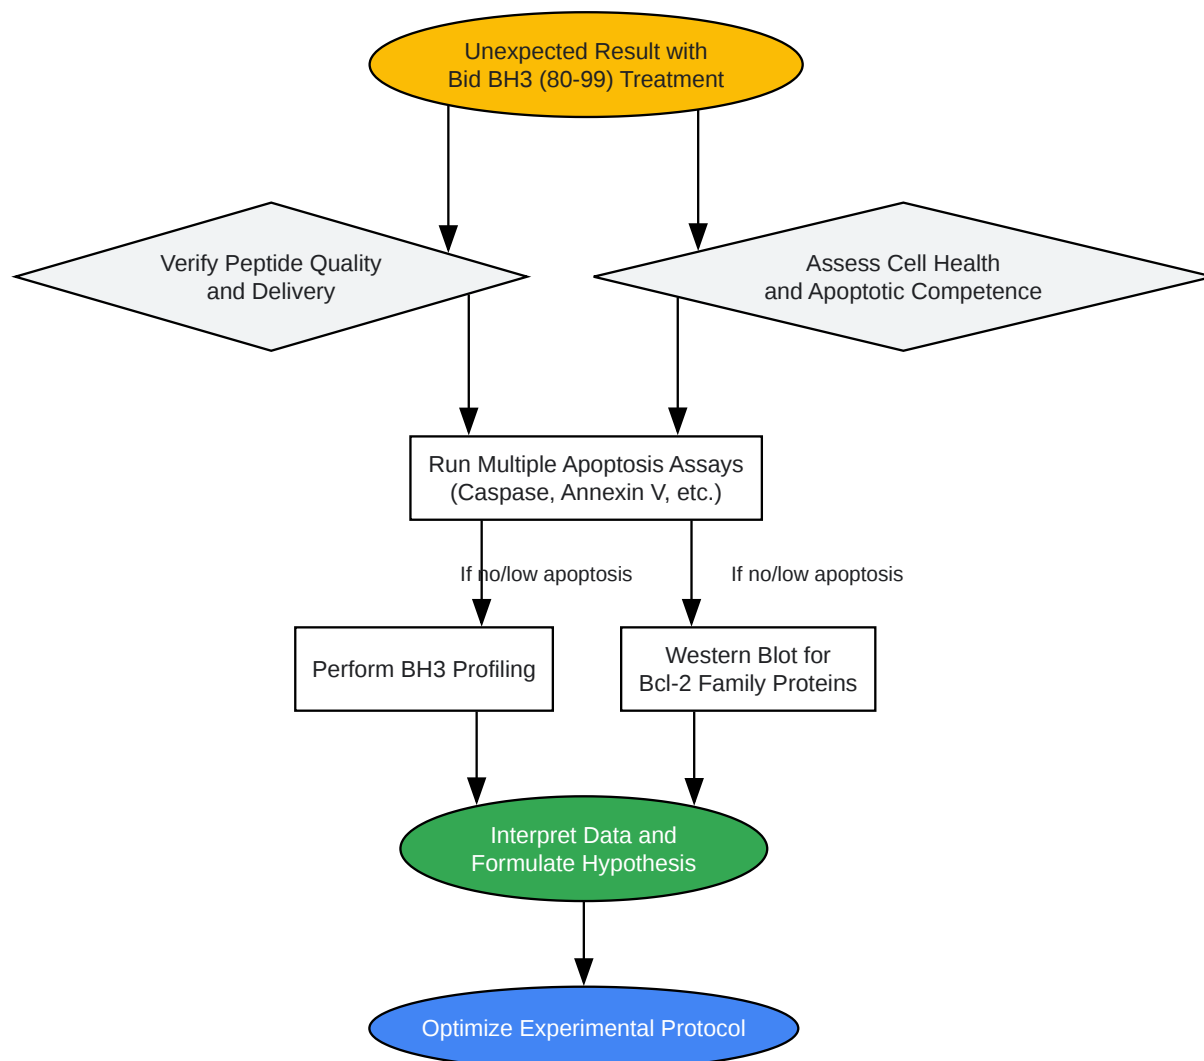 Unexpected Result with
Bid BH3 (80-99) Treatment
Verify Peptide Quality
and Delivery
Assess Cell Health
and Apoptotic Competence
Run Multiple Apoptosis Assays
(Caspase, Annexin V, etc.)
If no/low apoptosis
If no/low apoptosis
Perform BH3 Profiling
Western Blot for
Bcl-2 Family Proteins
Interpret Data and
Formulate Hypothesis
Optimize Experimental Protocol